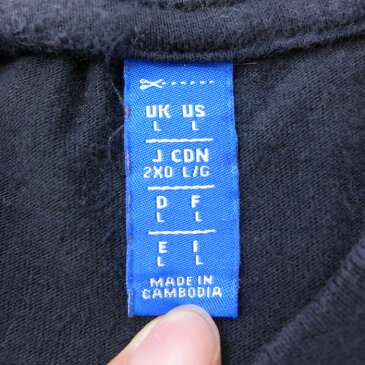 UK US
L L
J CDN
2XO L/G
D F
L L
E I
L L
MADE IN
CAMBODIA